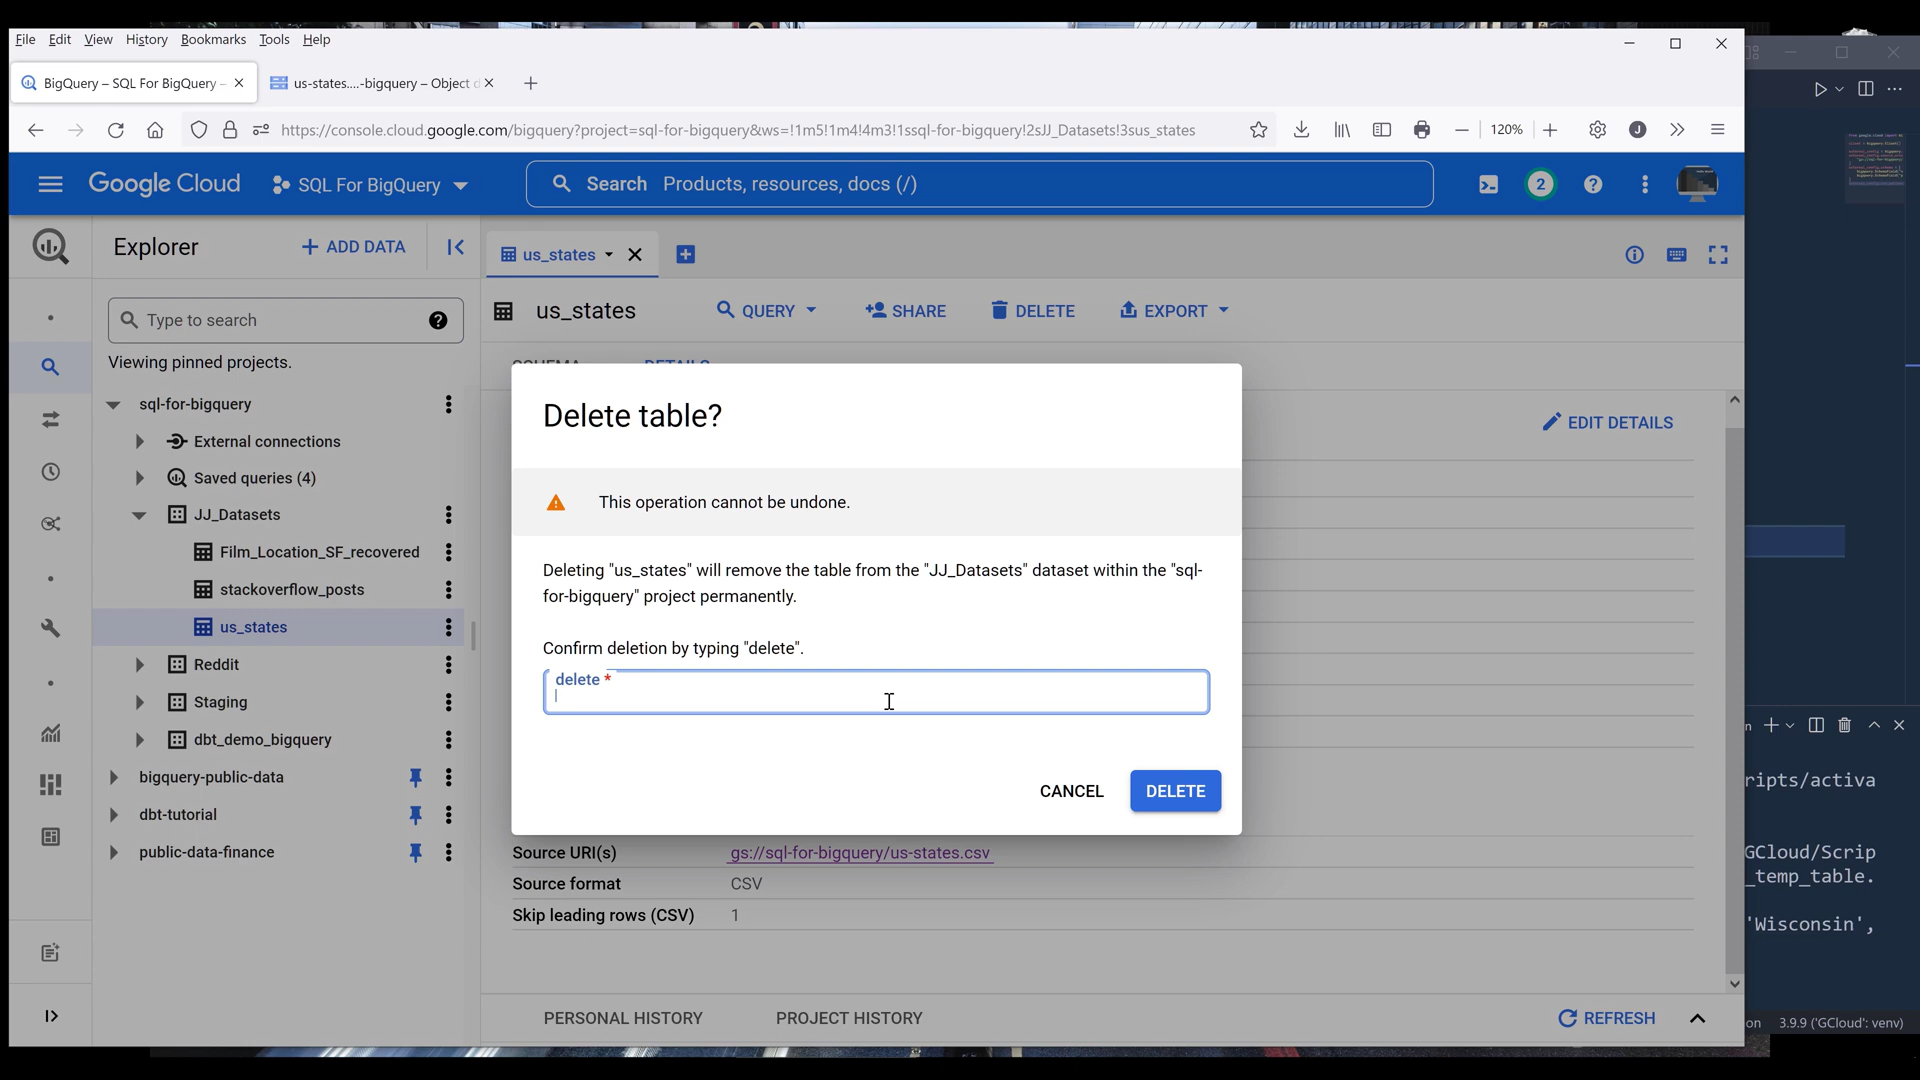 File Edit View History Bookmarks Tools Help
BigQuery – SQL For BigQuery –
us-states....-bigquery – Object d
https://console.cloud.google.com/bigquery?project=sql-for-bigquery&ws=!1m5!1m4!4m3!1ssql-for-bigquery!2sJJ_Datasets!3sus_states
120%
J
Google Cloud
SQL For BigQuery
Search Products, resources, docs (/)
2
Explorer
+ ADD DATA
us_states
Type to search
us_states
QUERY
SHARE
DELETE
EXPORT
Viewing pinned projects.
SCHEMA
DETAILS
sql-for-bigquery
EDIT DETAILS
External connections
Saved queries (4)
JJ_Datasets
Film_Location_SF_recovered
stackoverflow_posts
us_states
Reddit
Staging
dbt_demo_bigquery
bigquery-public-data
dbt-tutorial
public-data-finance
Delete table?
This operation cannot be undone.
Deleting "us_states" will remove the table from the "JJ_Datasets" dataset within the "sql-
for-bigquery" project permanently.
Confirm deletion by typing "delete".
delete *
CANCEL
DELETE
Source URI(s) gs://sql-for-bigquery/us-states.csv
Source format CSV
Skip leading rows (CSV) 1
PERSONAL HISTORY
PROJECT HISTORY
REFRESH
ripts/activa
GCloud/Scrip
_temp_table.
'Wisconsin',
on 3.9.9 ('GCloud': venv)